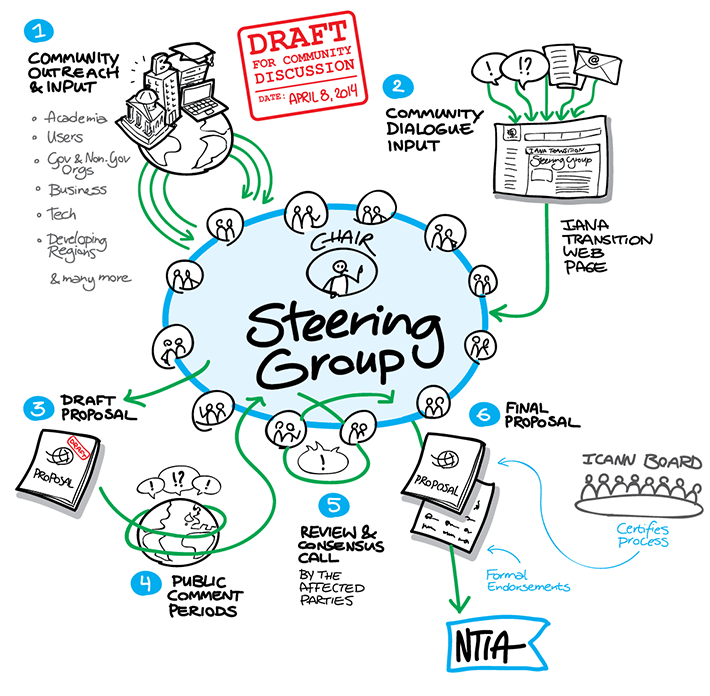 1
COMMUNITY
OUTREACH
& INPUT
Academia
Users
Gov & Non-Gov
Orgs
Business
Tech
Developing
Regions
& many more
DRAFT
FOR COMMUNITY
DISCUSSION
DATE: APRIL 8, 2014
2
COMMUNITY
DIALOGUE
INPUT
!
!?
@
IANA TRANSITION
Steering Group
IANA
TRANSITION
WEB
PAGE
CHAIR
Steering
Group
3
DRAFT
PROPOSAL
DRAFT
PROPOSAL
!
!?
!
4
PUBLIC
COMMENT
PERIODS
!
5
REVIEW &
CONSENSUS
CALL
BY THE
AFFECTED
PARTIES
6
FINAL
PROPOSAL
PROPOSAL
ICANN BOARD
Certifies
process
Formal
Endorsements
NTIA